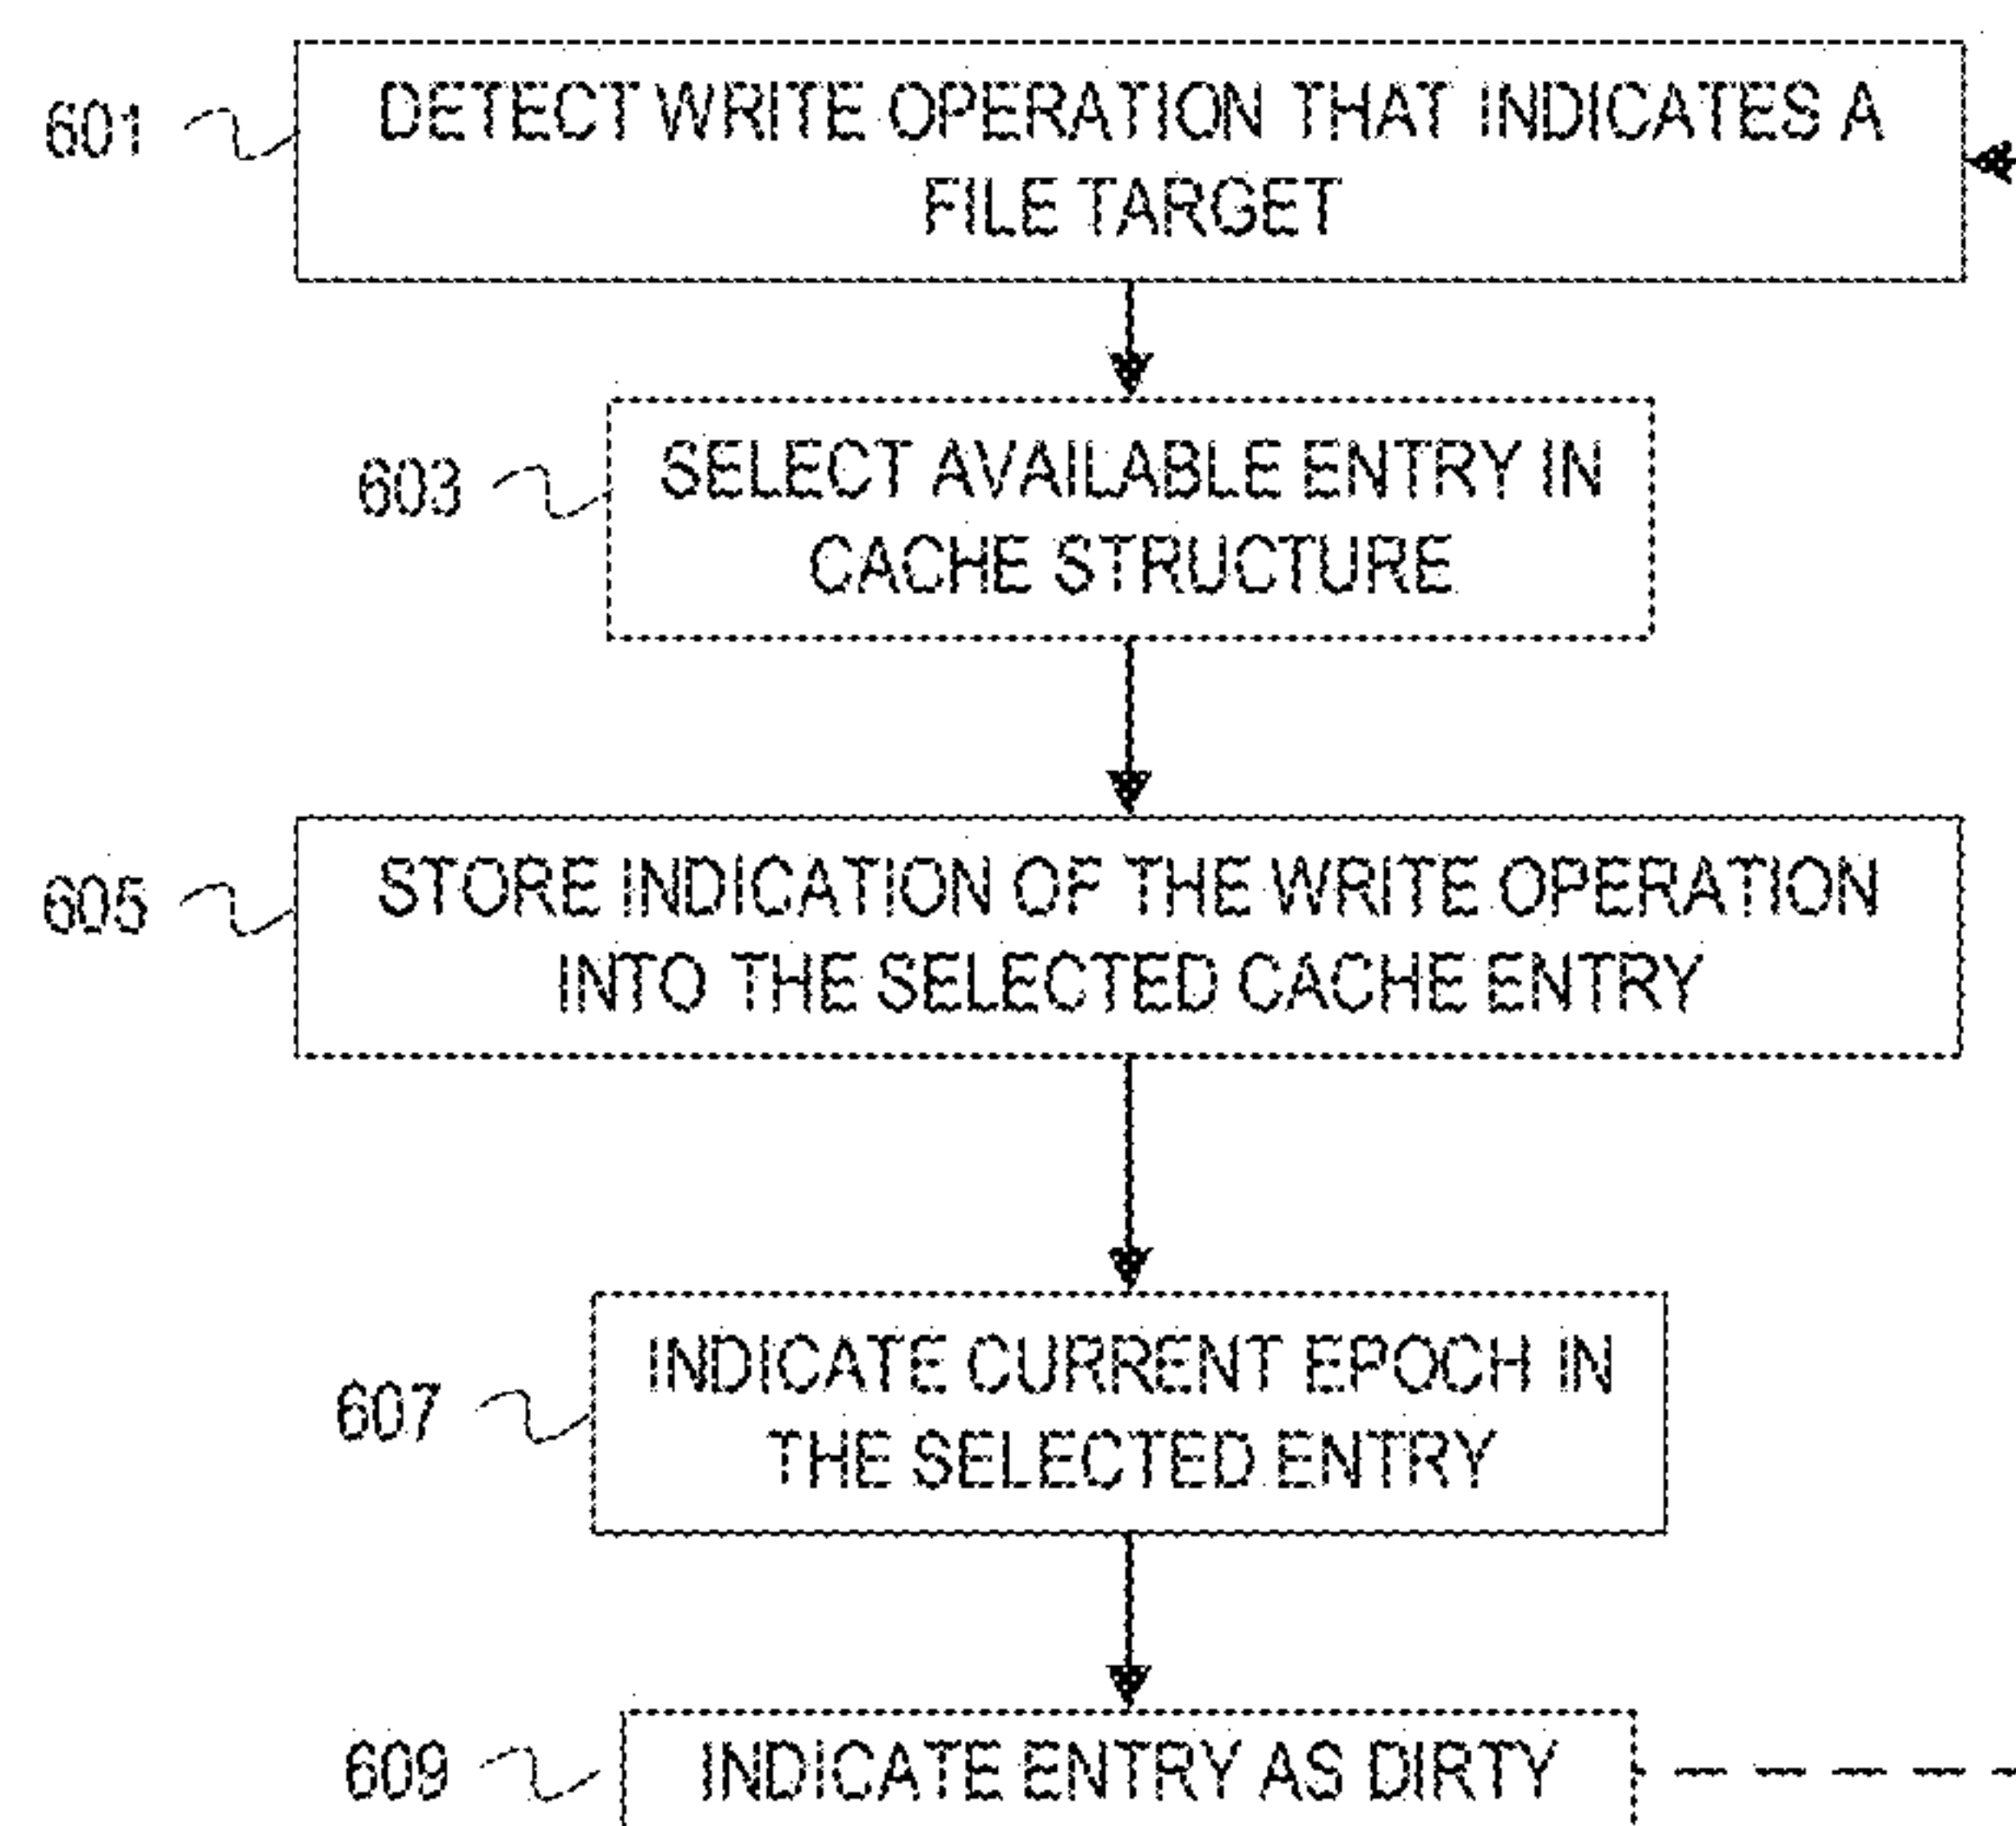 601
DETECT WRITE OPERATION THAT INDICATES A
FILE TARGET
603
SELECT AVAILABLE ENTRY IN
CACHE STRUCTURE
605
STORE INDICATION OF THE WRITE OPERATION
INTO THE SELECTED CACHE ENTRY
607
INDICATE CURRENT EPOCH IN
THE SELECTED ENTRY
609
INDICATE ENTRY AS DIRTY